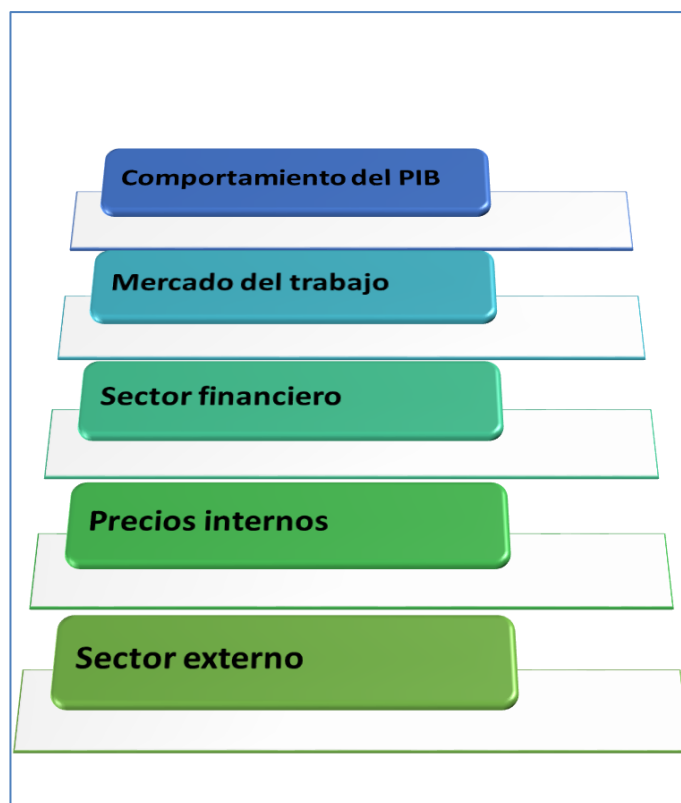 Comportamiento del PIB
Mercado del trabajo
Sector financiero
Precios internos
Sector externo